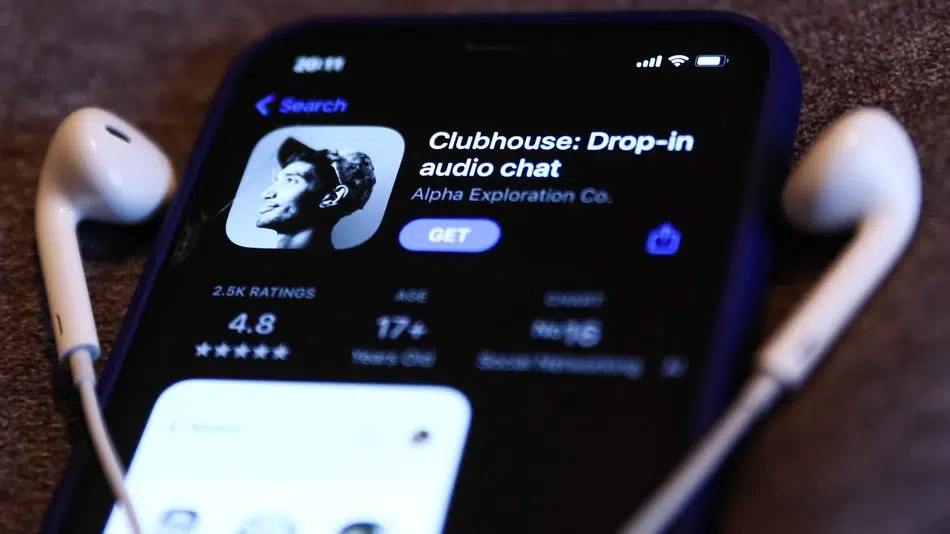 20:11
Search
Clubhouse: Drop-in
audio chat
Alpha Exploration Co.
GET
2.5K RATINGS
AGE
CHART
4.8
17+
No16
Years Old
Social Networking